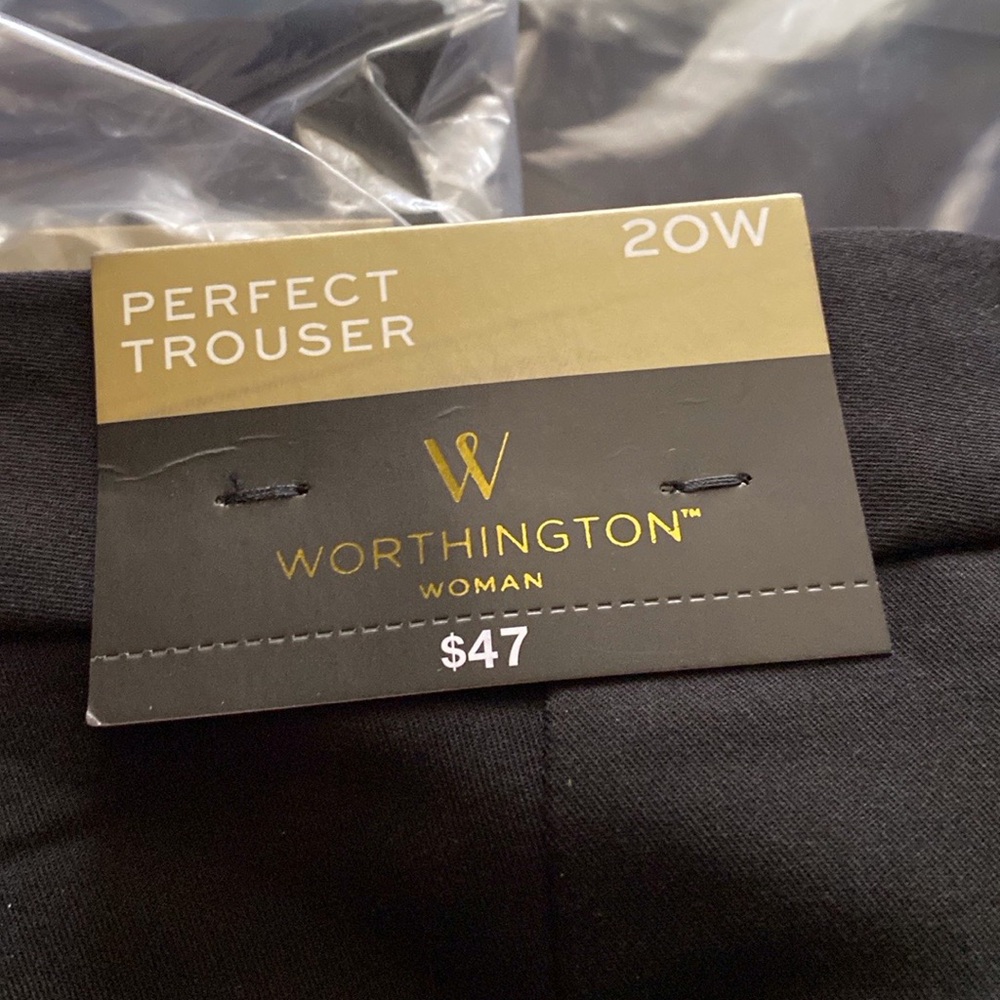 20W
PERFECT
TROUSER
W
WORTHINGTON™
WOMAN
$47